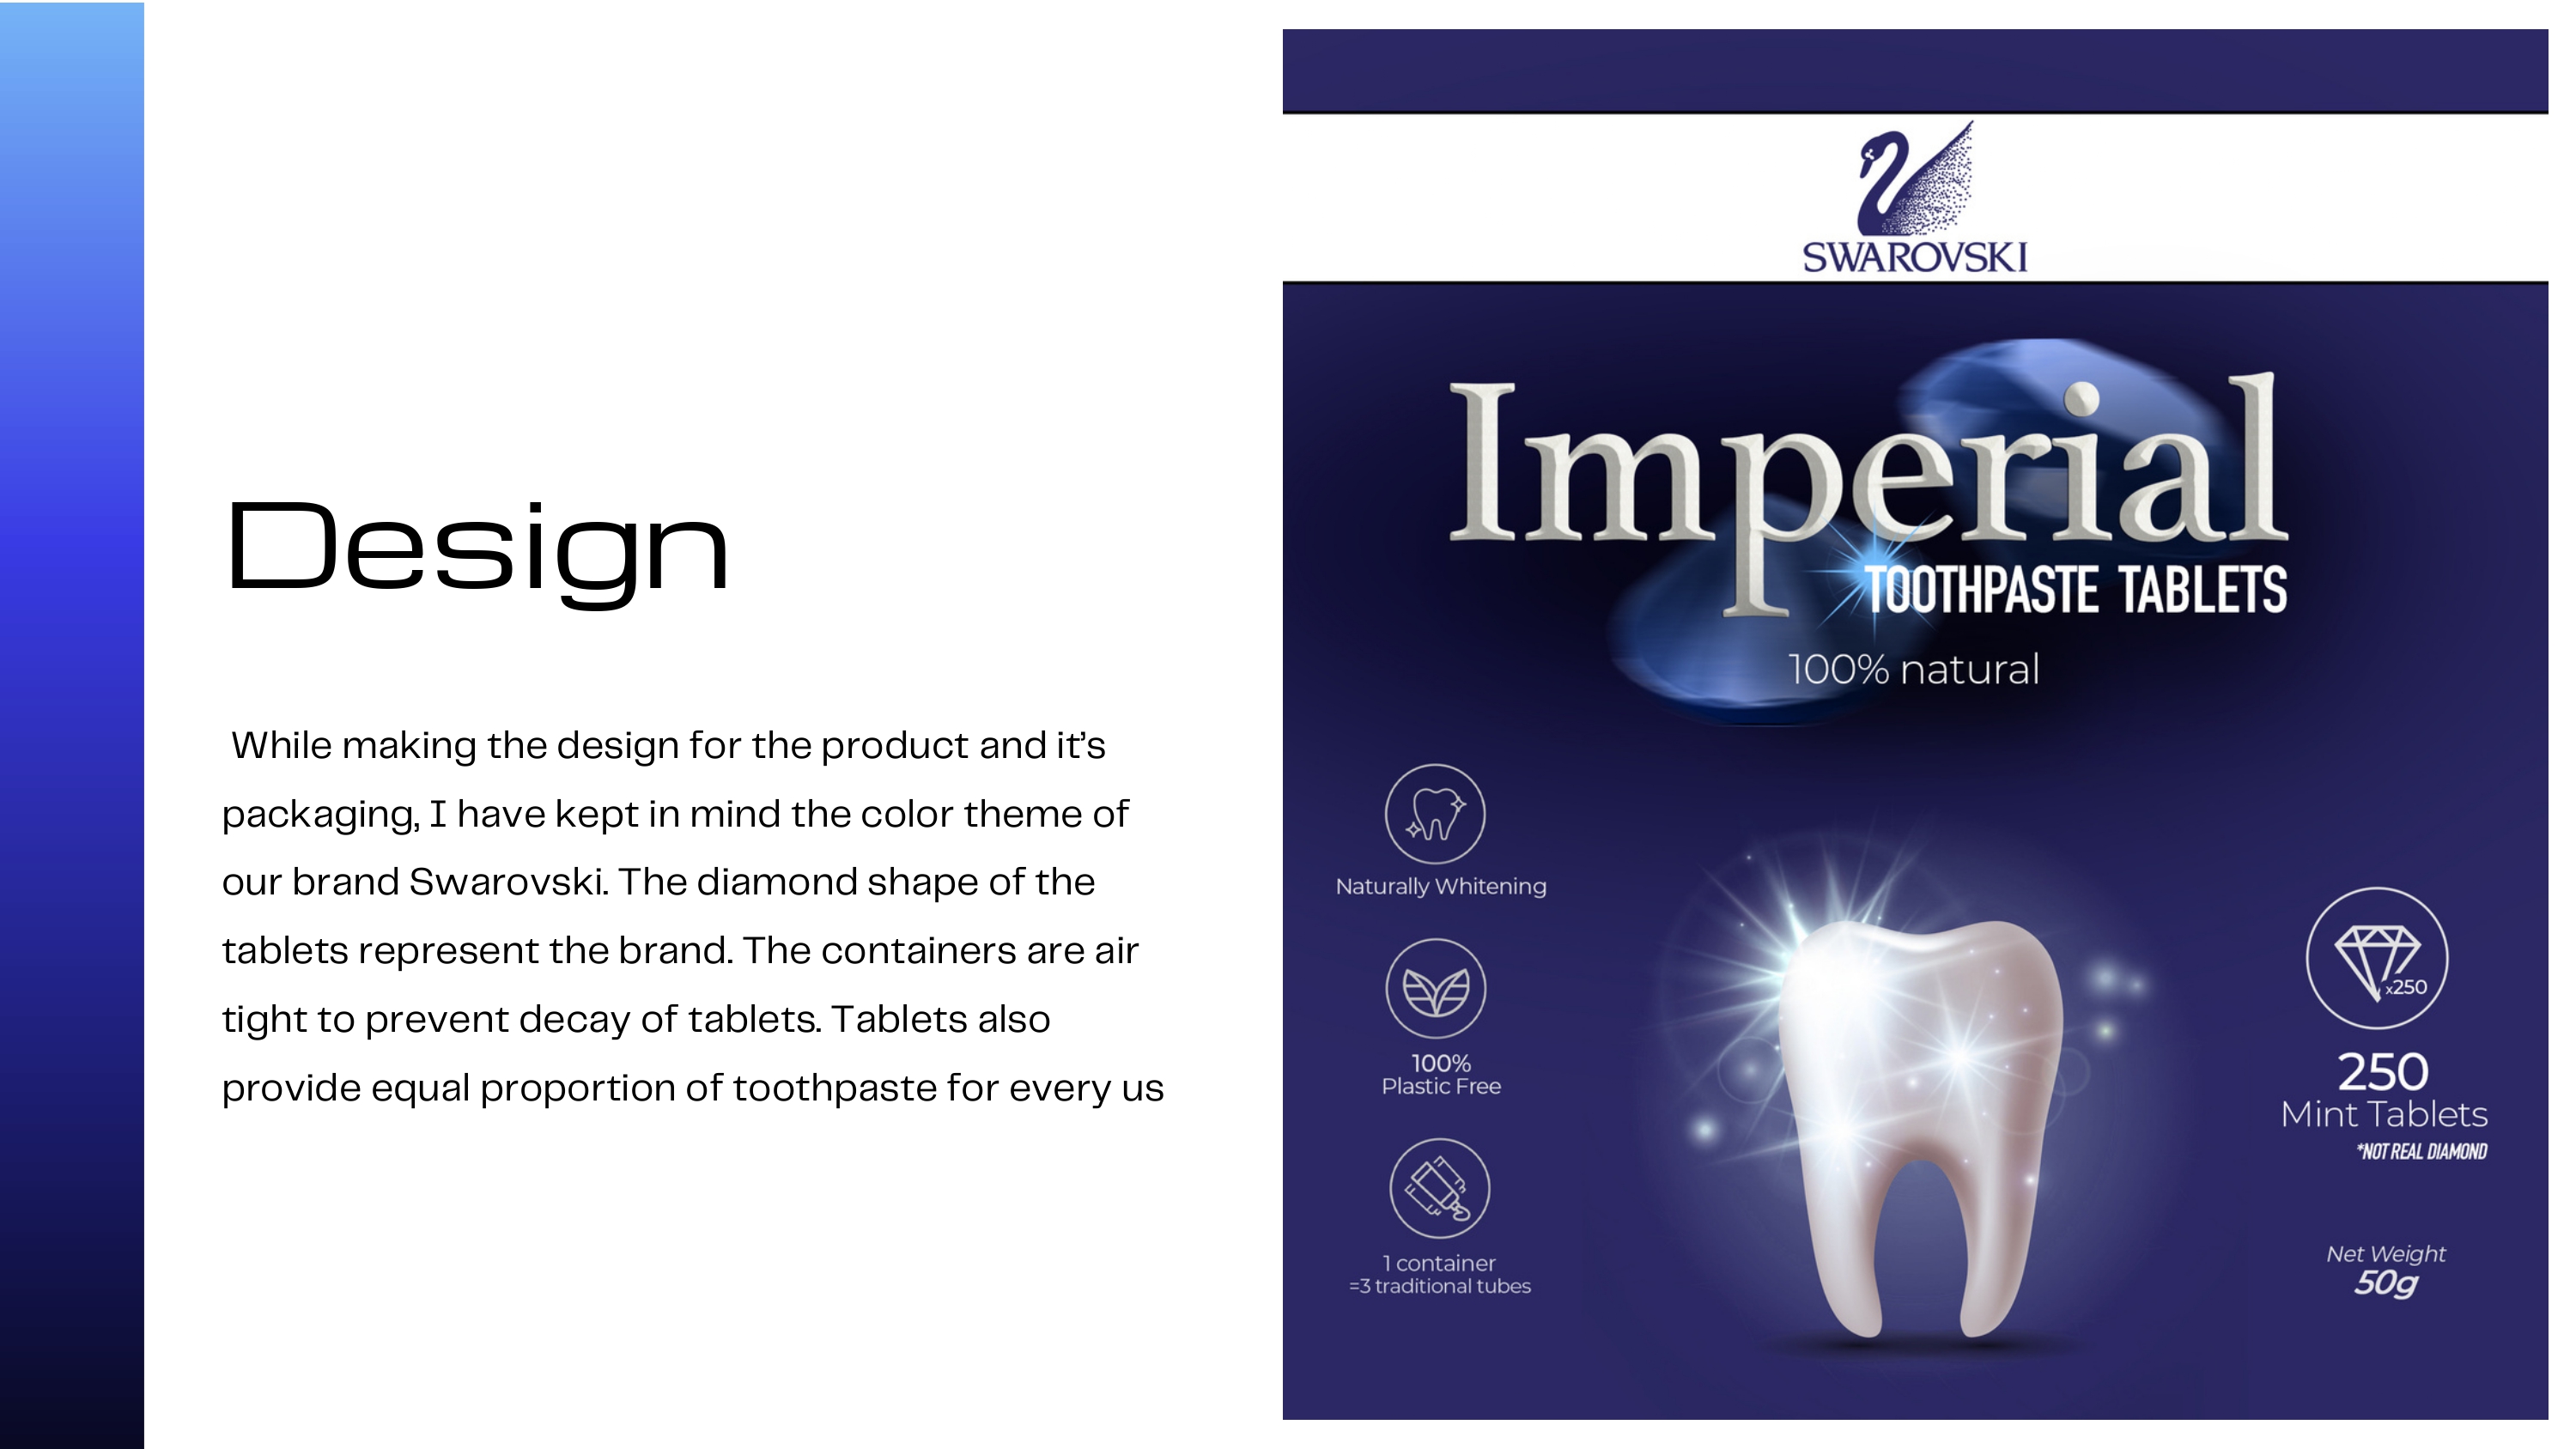 Design
While making the design for the product and it’s
packaging, I have kept in mind the color theme of
our brand Swarovski. The diamond shape of the
tablets represent the brand. The containers are air
tight to prevent decay of tablets. Tablets also
provide equal proportion of toothpaste for every us
SWAROVSKI
Imperial
TOOTHPASTE TABLETS
100% natural
Naturally Whitening
100%
Plastic Free
1 container
=3 traditional tubes
x250
250
Mint Tablets
*NOT REAL DIAMOND
Net Weight
50g